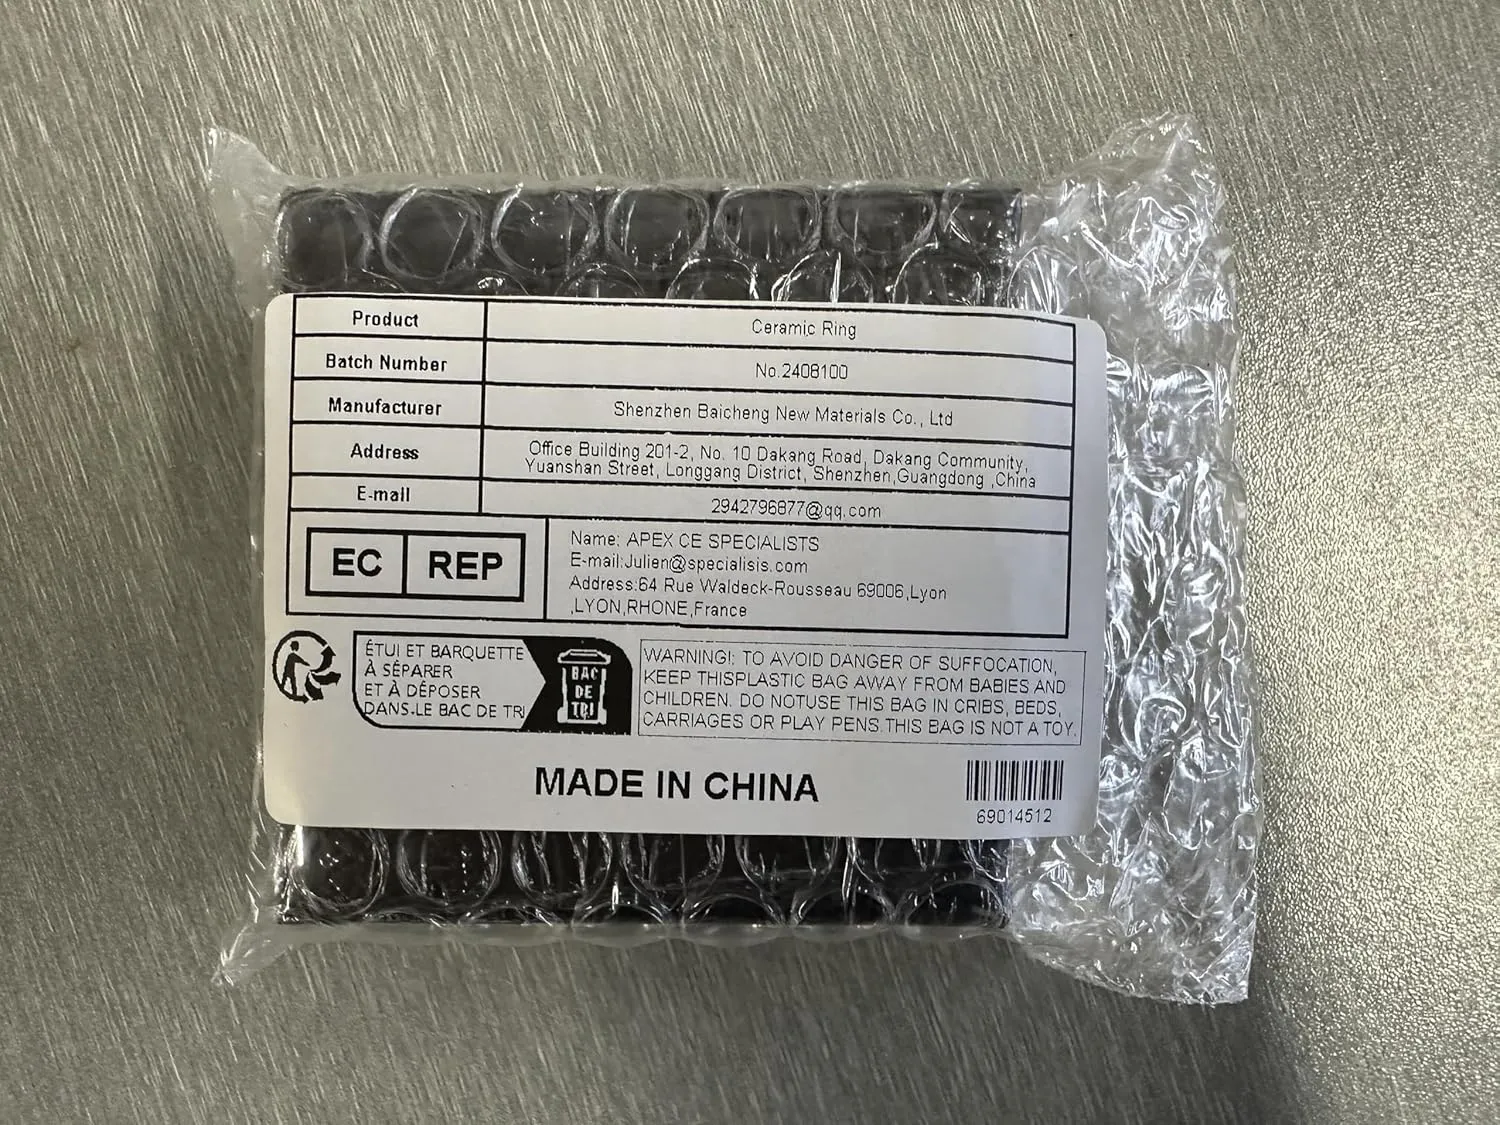 Product Ceramic Ring
Batch Number No.2408100
Manufacturer Shenzhen Baicheng New Materials Co., Ltd
Address Office Building 201-2, No. 10 Dakang Road, Dakang Community,
Yuanshan Street, Longgang District, Shenzhen,Guangdong ,China
E-mail 2942796877@qq.com
EC REP
Name: APEX CE SPECIALISTS
E-mail:Julien@specialisis.com
Address:64 Rue Waldeck-Rousseau 69006,Lyon
,LYON,RHONE,France
ÉTUI ET BARQUETTE
À SÉPARER
ET À DÉPOSER
DANS.LE BAC DE TRI
BAC
DE
TRI
WARNING!: TO AVOID DANGER OF SUFFOCATION,
KEEP THISPLASTIC BAG AWAY FROM BABIES AND
CHILDREN. DO NOTUSE THIS BAG IN CRIBS, BEDS,
CARRIAGES OR PLAY PENS.THIS BAG IS NOT A TOY.
MADE IN CHINA
69014512